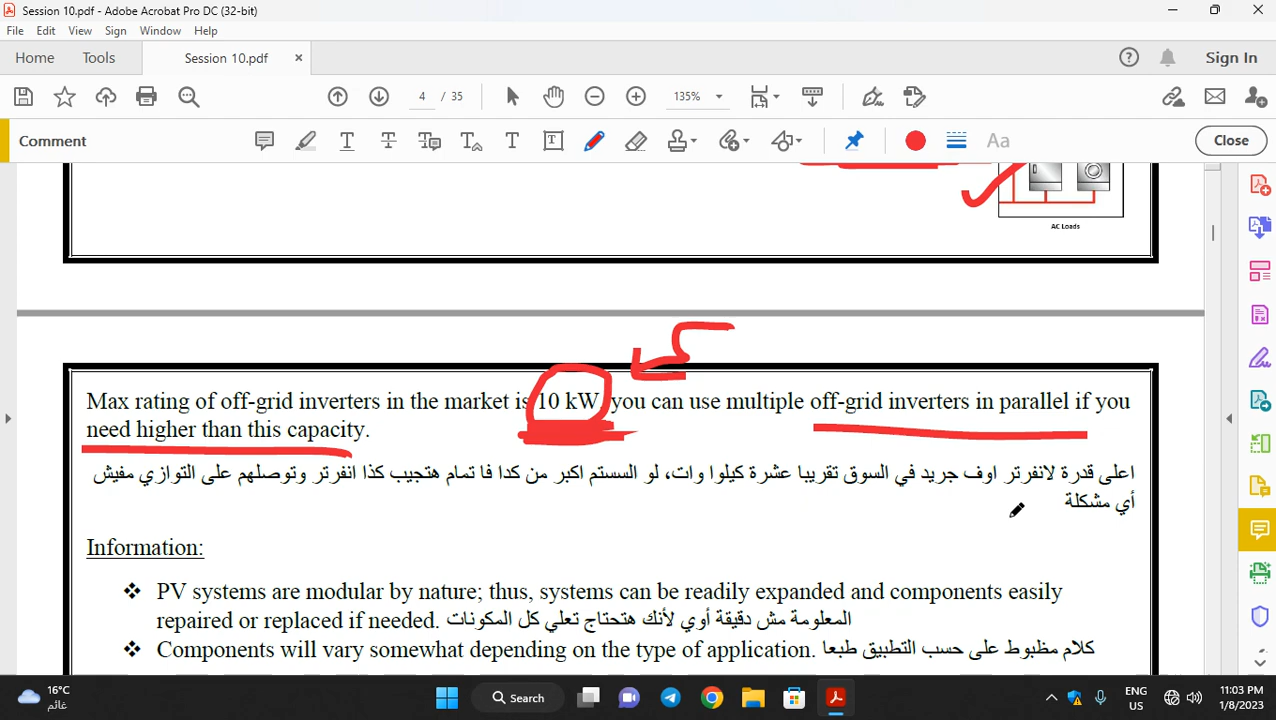 Session 10.pdf - Adobe Acrobat Pro DC (32-bit)
File Edit View Sign Window Help
Home Tools Session 10.pdf × Sign In
4 / 35 135%
Comment Close
AC Loads
Max rating of off-grid inverters in the market is 10 kW, you can use multiple off-grid inverters in parallel if you
need higher than this capacity.
اعلى قدرة لانفرتر اوف جريد في السوق تقريبا عشرة كيلوا وات، لو السستم اكبر من كدا فا تمام هتجيب كذا انفرتر وتوصلهم على التوازي مفيش
أي مشكلة
Information:
❖ PV systems are modular by nature; thus, systems can be readily expanded and components easily
repaired or replaced if needed. المعلومة مش دقيقة أوي لأنك هتحتاج تعلي كل المكونات
❖ Components will vary somewhat depending on the type of application. كلام مظبوط على حسب التطبيق طبعا
16°C
غائم
Search
ENG
US
11:03 PM
1/8/2023